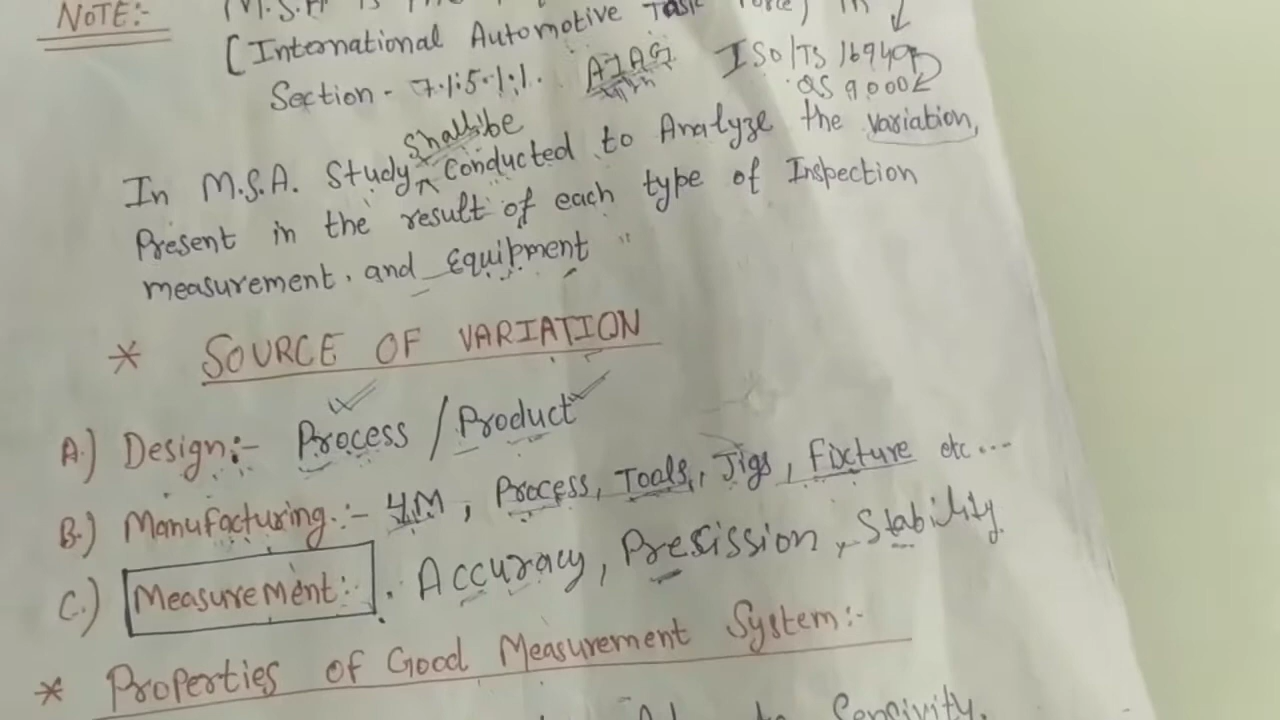 NOTE:- M.S.A is the
(International Automotive Task Force) in
Section - 7.1.5.1.1. AIAG ISO/TS 16949
QS 9000
shall be
In M.S.A. Study Conducted to Analyze the variation,
Present in the result of each type of Inspection
measurement. and Equipment "
* SOURCE OF VARIATION
A.) Design:- Process / Product
B.) Manufacturing:- 4M, Process, Tools, Jigs, Fixture etc...
C.) Measurement:- . Accuracy, Presission, Stability.
* Properties of Good Measurement System:-
Sensivity.